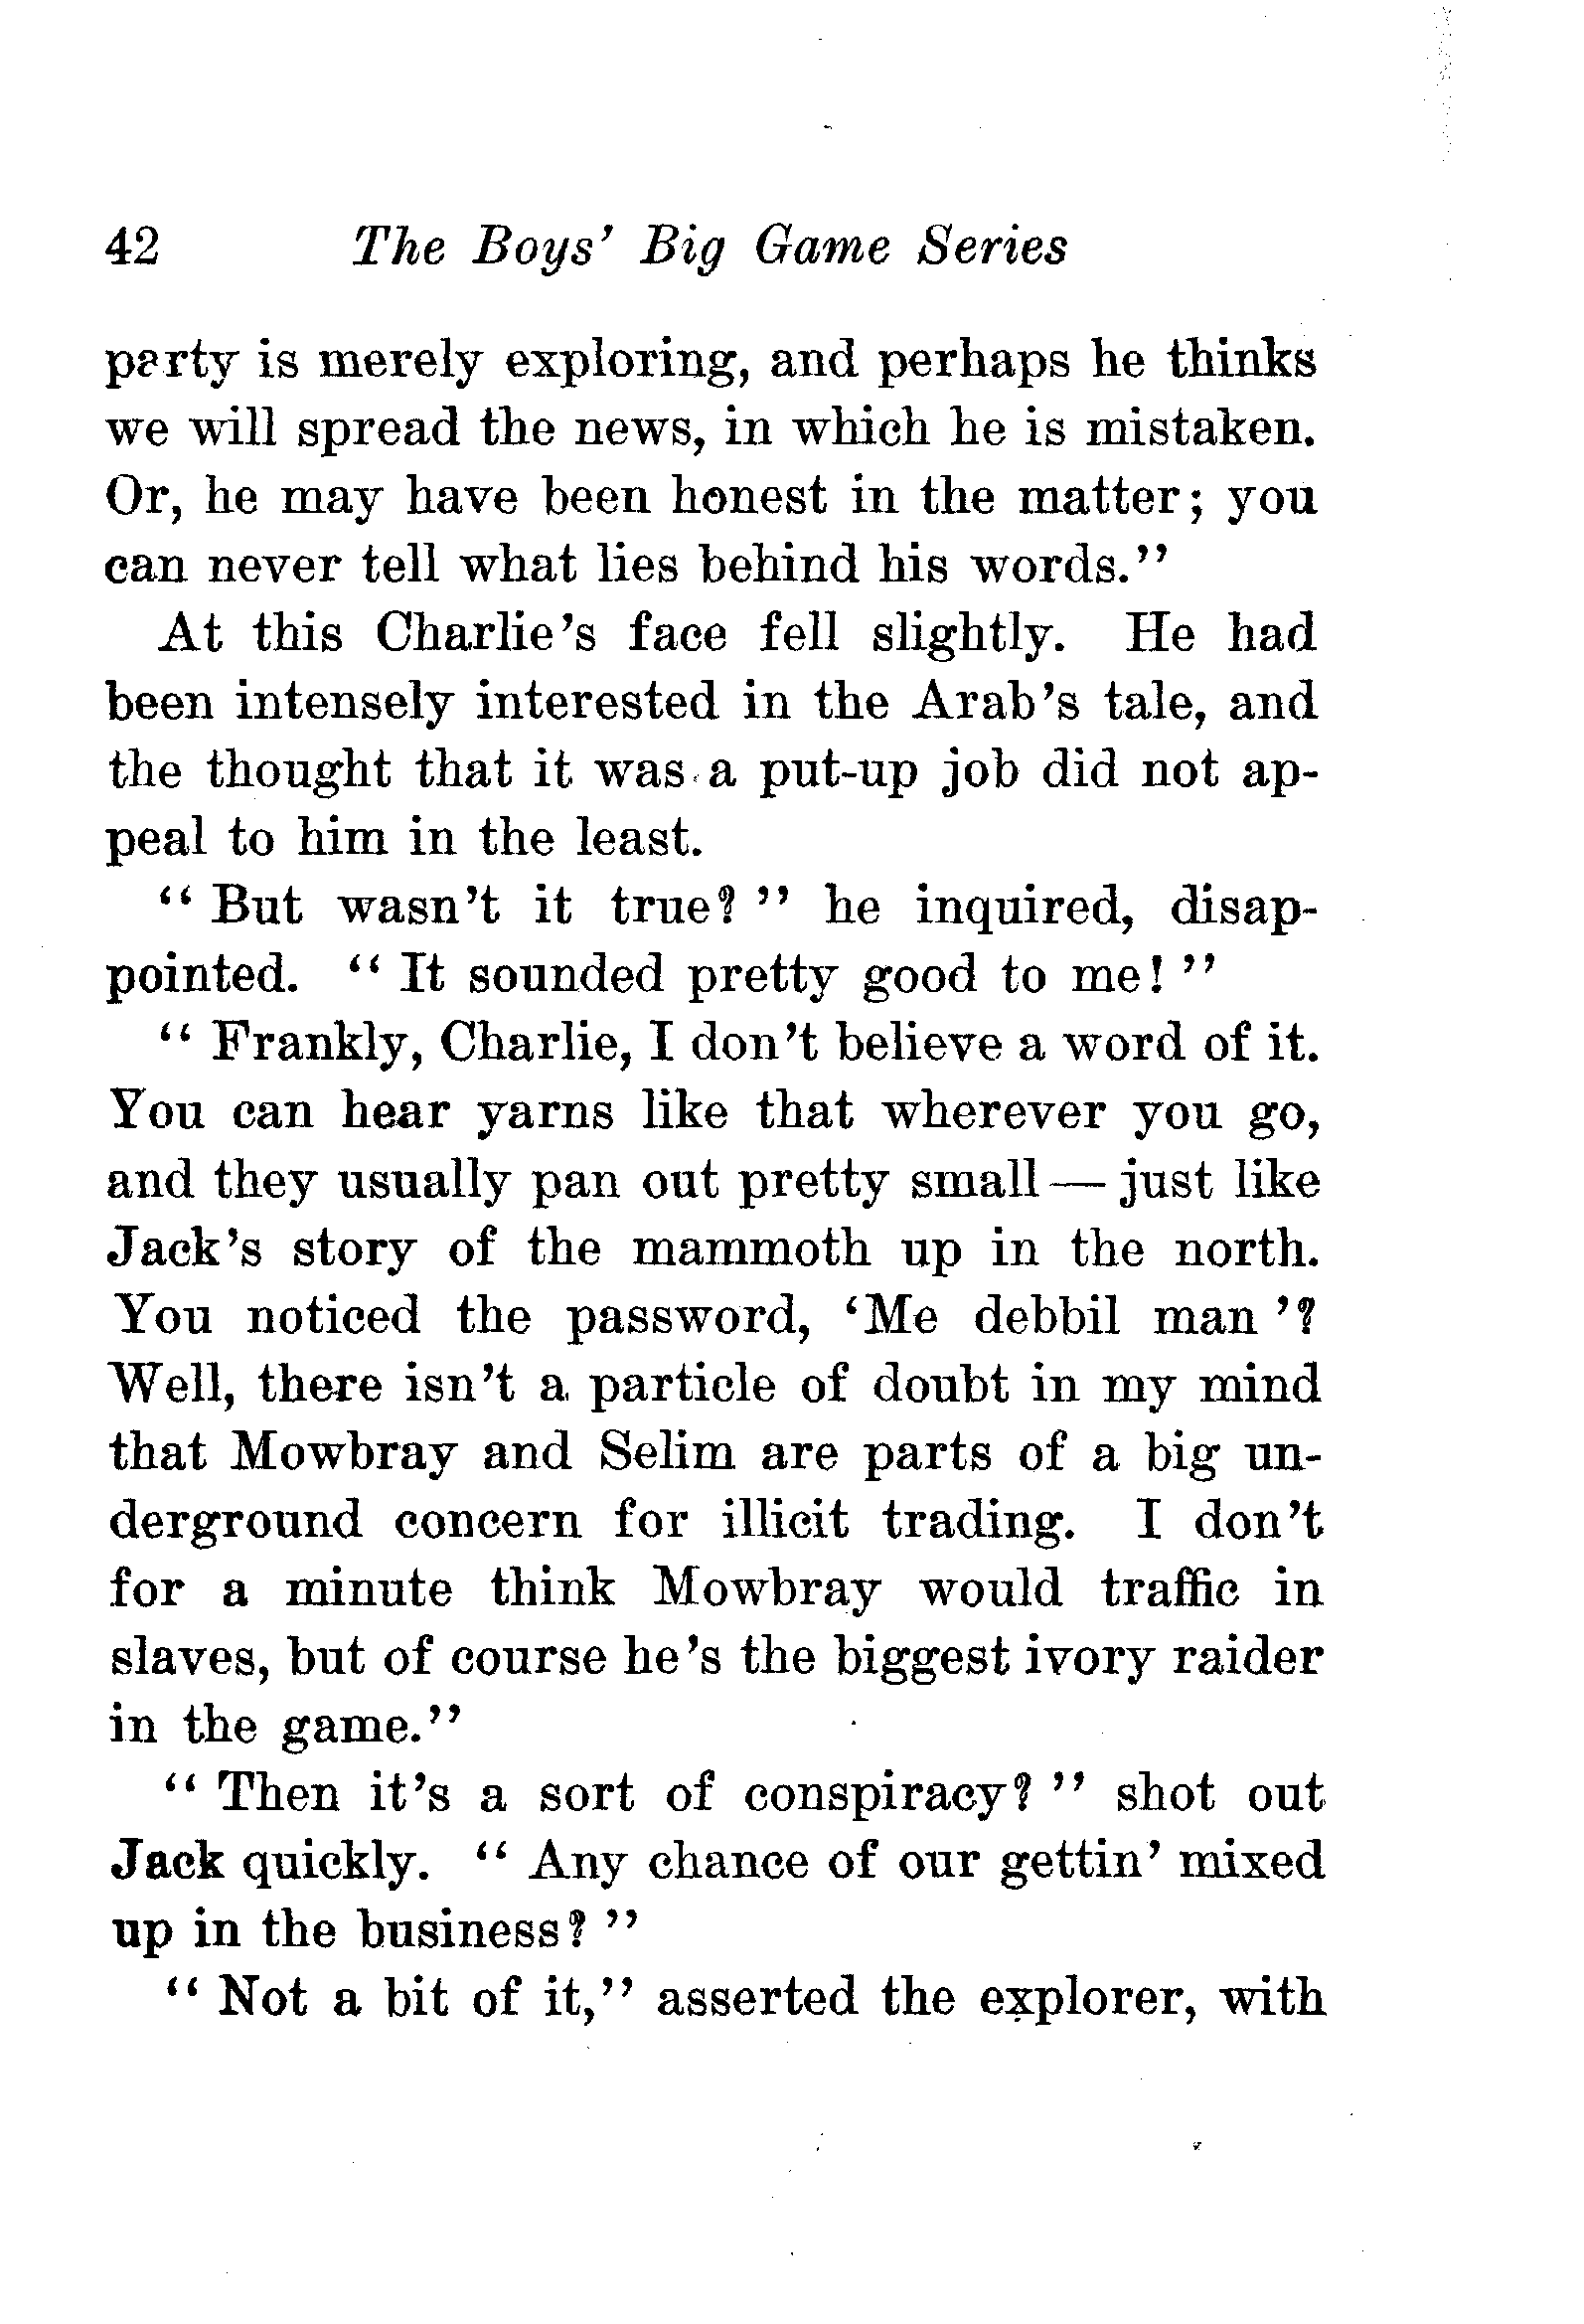 42 The Boys' Big Game Series
party is merely exploring, and perhaps he thinks
we will spread the news, in which he is mistaken.
Or, he may have been honest in the matter; you
can never tell what lies behind his words."
At this Charlie's face fell slightly. He had
been intensely interested in the Arab's tale, and
the thought that it was a put-up job did not ap-
peal to him in the least.
"But wasn't it true?" he inquired, disap-
pointed. "It sounded pretty good to me!"
"Frankly, Charlie, I don't believe a word of it.
You can hear yarns like that wherever you go,
and they usually pan out pretty small — just like
Jack's story of the mammoth up in the north.
You noticed the password, 'Me debbil man'?
Well, there isn't a particle of doubt in my mind
that Mowbray and Selim are parts of a big un-
derground concern for illicit trading. I don't
for a minute think Mowbray would traffic in
slaves, but of course he's the biggest ivory raider
in the game."
"Then it's a sort of conspiracy?" shot out
Jack quickly. "Any chance of our gettin' mixed
up in the business?"
"Not a bit of it," asserted the explorer, with